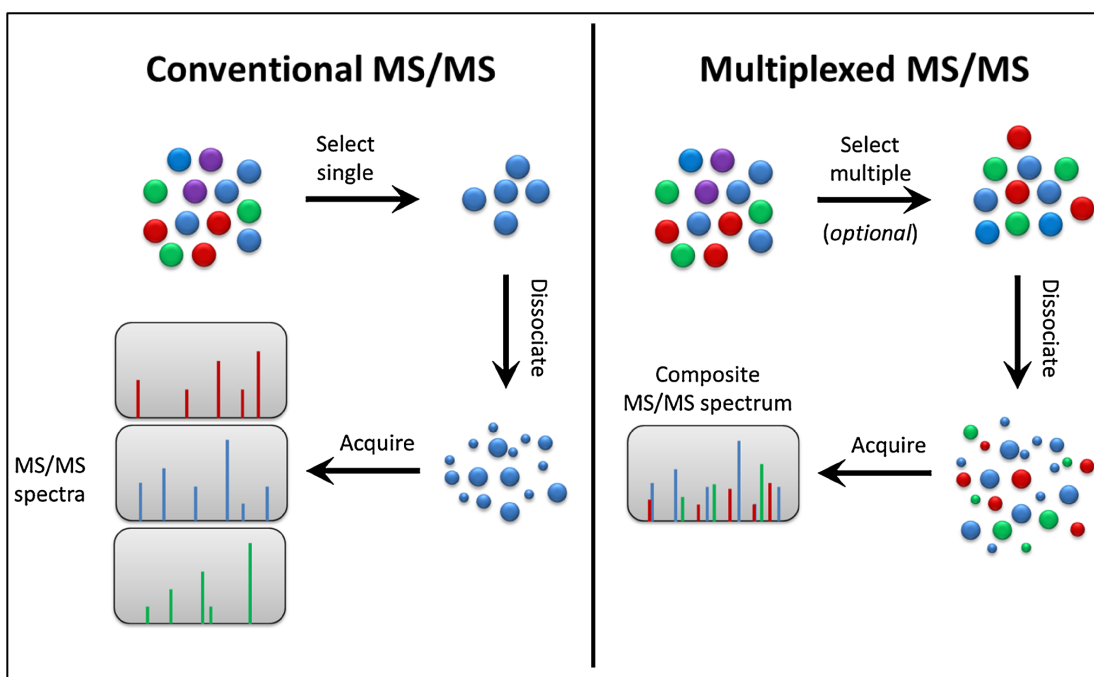 Conventional MS/MS
Select
single
Dissociate
Acquire
MS/MS
spectra
Multiplexed MS/MS
Select
multiple
(optional)
Dissociate
Composite
MS/MS spectrum
Acquire